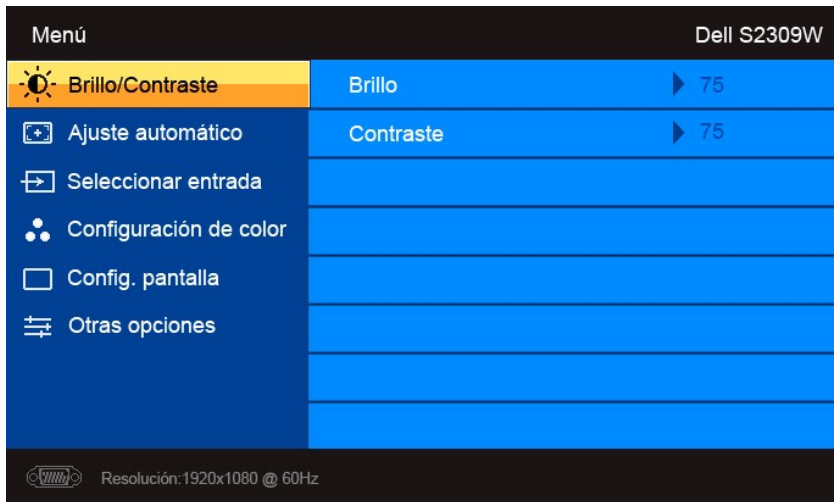 Menú Dell S2309W
Brillo/Contraste Brillo 75
Ajuste automático Contraste 75
Seleccionar entrada
Configuración de color
Config. pantalla
Otras opciones
Resolución:1920x1080 @ 60Hz